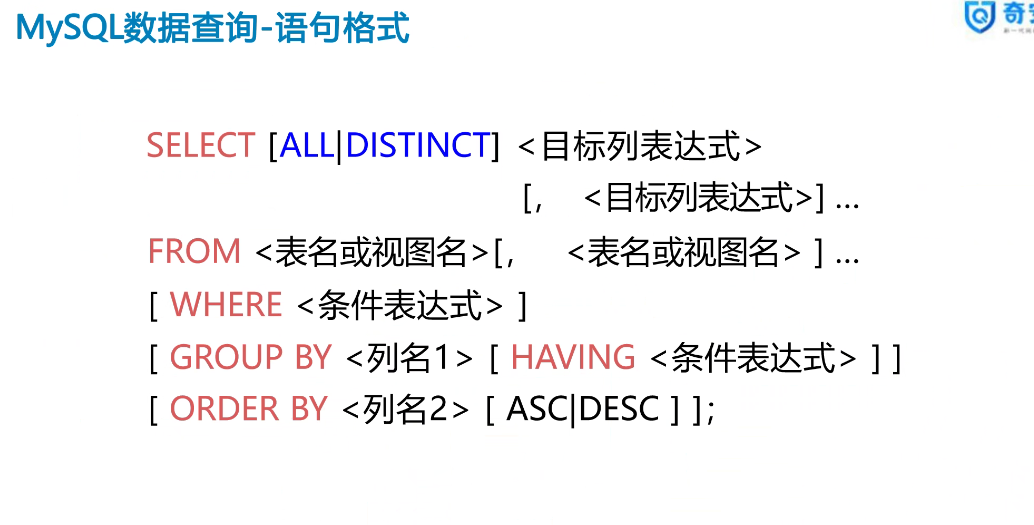 MySQL数据查询-语句格式
SELECT [ALL|DISTINCT] <目标列表达式>
[, <目标列表达式>] …
FROM <表名或视图名>[, <表名或视图名> ] …
[ WHERE <条件表达式> ]
[ GROUP BY <列名1> [ HAVING <条件表达式> ] ]
[ ORDER BY <列名2> [ ASC|DESC ] ];
奇